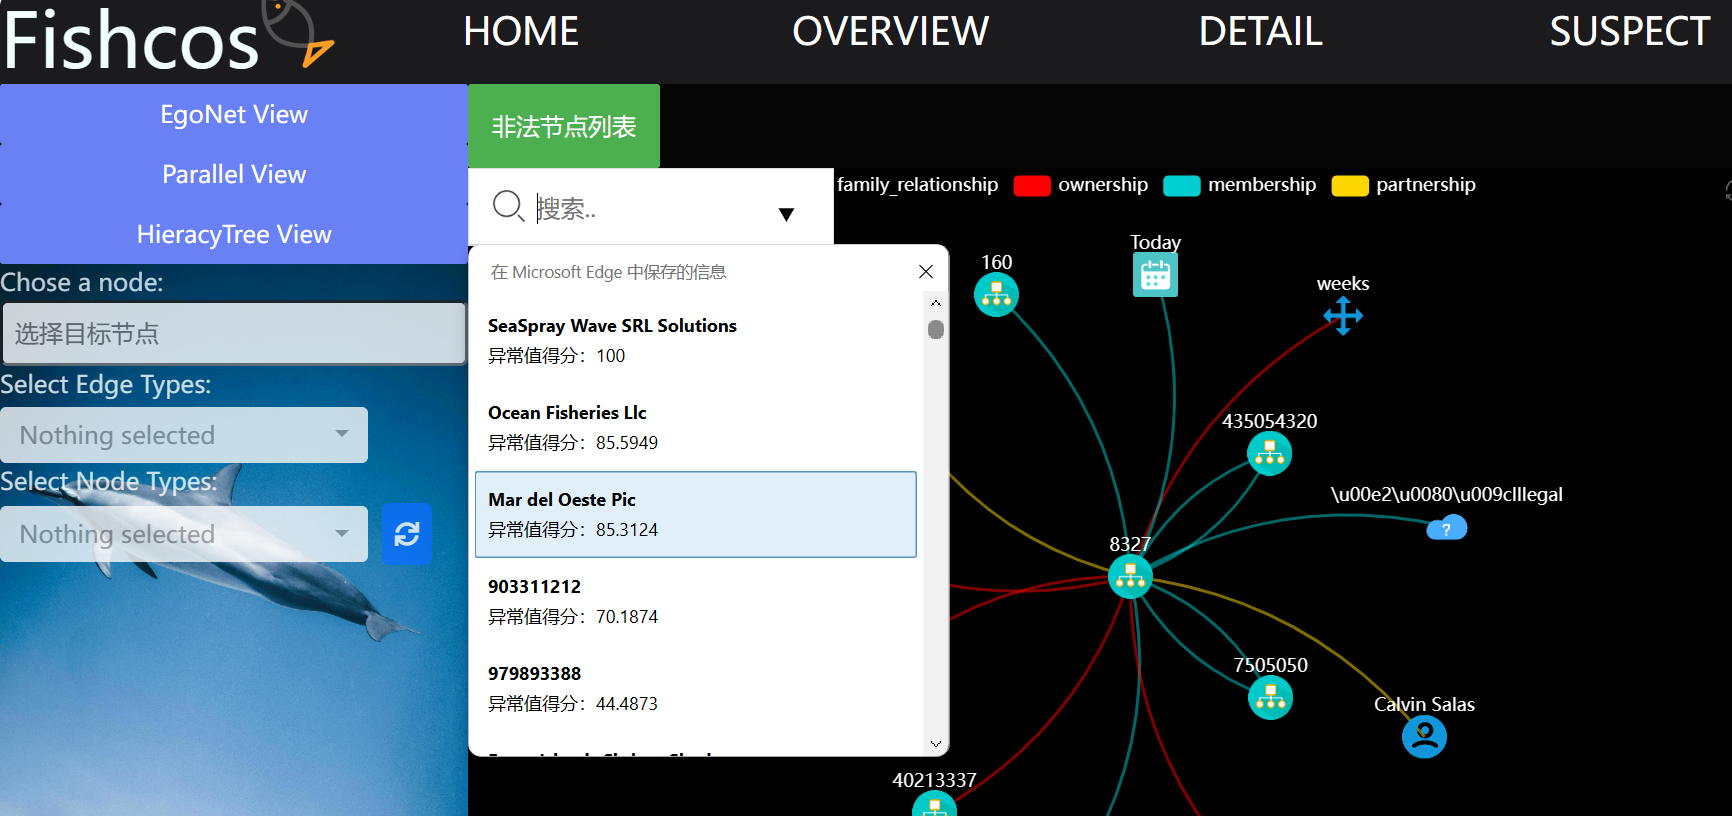 Fishcos
HOME
OVERVIEW
DETAIL
SUSPECT
EgoNet View
Parallel View
HieracyTree View
Chose a node:
选择目标节点
Select Edge Types:
Nothing selected
Select Node Types:
Nothing selected
非法节点列表
搜索..
▼
在 Microsoft Edge 中保存的信息
SeaSpray Wave SRL Solutions
异常值得分：100
Ocean Fisheries Llc
异常值得分：85.5949
Mar del Oeste Pic
异常值得分：85.3124
903311212
异常值得分：70.1874
979893388
异常值得分：44.4873
family_relationship
ownership
membership
partnership
160
Today
weeks
435054320
\u00e2\u0080\u009cIllegal
?
8327
7505050
Calvin Salas
40213337